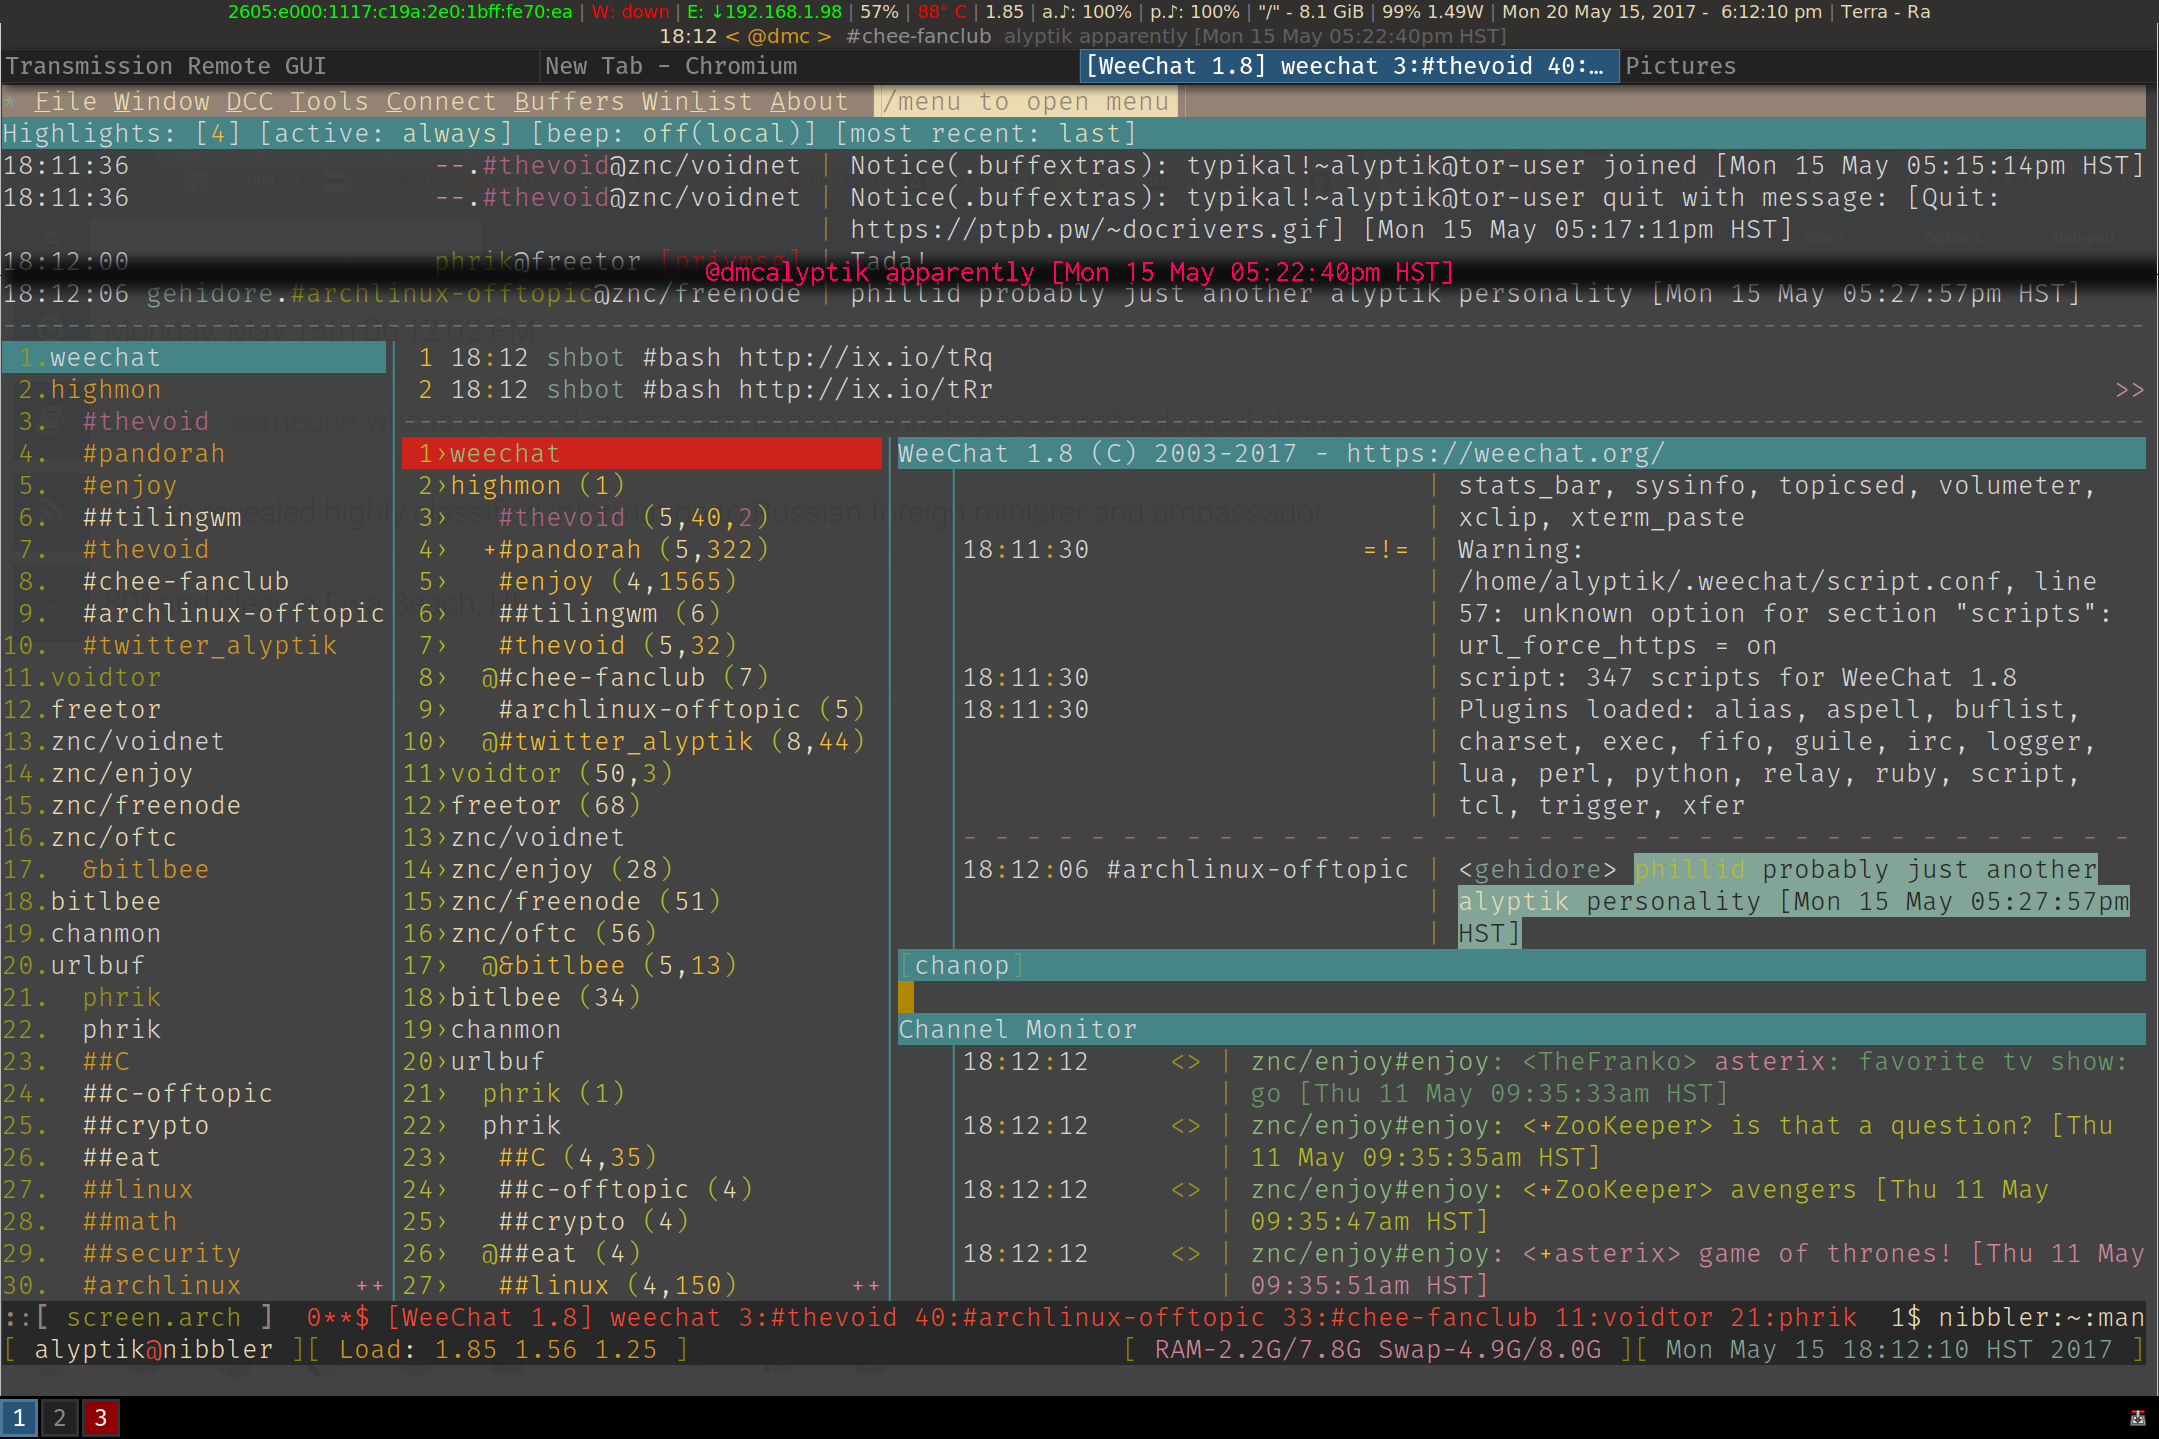 2605:e000:1117:c19a:2e0:1bff:fe70:ea | W: down | E: ↓192.168.1.98 | 57% | 88° C | 1.85 | a.♪: 100% | p.♪: 100% | "/" - 8.1 GiB | 99% 1.49W | Mon 20 May 15, 2017 - 6:12:10 pm | Terra - Ra
18:12 < @dmc > #chee-fanclub alyptik apparently [Mon 15 May 05:22:40pm HST]
Transmission Remote GUI New Tab - Chromium [WeeChat 1.8] weechat 3:#thevoid 40:… Pictures
* File Window DCC Tools Connect Buffers Winlist About /menu to open menu
Highlights: [4] [active: always] [beep: off(local)] [most recent: last]
18:11:36 --.#thevoid@znc/voidnet | Notice(.buffextras): typikal!~alyptik@tor-user joined [Mon 15 May 05:15:14pm HST]
18:11:36 --.#thevoid@znc/voidnet | Notice(.buffextras): typikal!~alyptik@tor-user quit with message: [Quit:
| https://ptpb.pw/~docrivers.gif] [Mon 15 May 05:17:11pm HST]
18:12:00 phrik@freetor [privmsg] | Tada!
@dmcalyptik apparently [Mon 15 May 05:22:40pm HST]
18:12:06 gehidore.#archlinux-offtopic@znc/freenode | phillid probably just another alyptik personality [Mon 15 May 05:27:57pm HST]
Monday, May 15th 06:12:02 PM
1.weechat
2.highmon
3. #thevoid
4. #pandorah
5. #enjoy
6. ##tilingwm
7. #thevoid
8. #chee-fanclub
9. #archlinux-offtopic
10. #twitter_alyptik
11.voidtor
12.freetor
13.znc/voidnet
14.znc/enjoy
15.znc/freenode
16.znc/oftc
17. &bitlbee
18.bitlbee
19.chanmon
20.urlbuf
21. phrik
22. phrik
23. ##C
24. ##c-offtopic
25. ##crypto
26. ##eat
27. ##linux
28. ##math
29. ##security
30. #archlinux ++
1 18:12 shbot #bash http://ix.io/tRq
2 18:12 shbot #bash http://ix.io/tRr >>
1›weechat
2›highmon (1)
3› #thevoid (5,40,2)
4› +#pandorah (5,322)
5› #enjoy (4,1565)
6› ##tilingwm (6)
7› #thevoid (5,32)
8› @#chee-fanclub (7)
9› #archlinux-offtopic (5)
10› @#twitter_alyptik (8,44)
11›voidtor (50,3)
12›freetor (68)
13›znc/voidnet
14›znc/enjoy (28)
15›znc/freenode (51)
16›znc/oftc (56)
17› @&bitlbee (5,13)
18›bitlbee (34)
19›chanmon
20›urlbuf
21› phrik (1)
22› phrik
23› ##C (4,35)
24› ##c-offtopic (4)
25› ##crypto (4)
26› @##eat (4)
27› ##linux (4,150) ++
WeeChat 1.8 (C) 2003-2017 - https://weechat.org/
| stats_bar, sysinfo, topicsed, volumeter,
| xclip, xterm_paste
18:11:30 =!= | Warning:
| /home/alyptik/.weechat/script.conf, line
| 57: unknown option for section "scripts":
| url_force_https = on
18:11:30 | script: 347 scripts for WeeChat 1.8
18:11:30 | Plugins loaded: alias, aspell, buflist,
| charset, exec, fifo, guile, irc, logger,
| lua, perl, python, relay, ruby, script,
| tcl, trigger, xfer
18:12:06 #archlinux-offtopic | <gehidore> phillid probably just another
| alyptik personality [Mon 15 May 05:27:57pm
| HST]
[chanop]
Channel Monitor
18:12:12 <> | znc/enjoy#enjoy: <TheFranko> asterix: favorite tv show:
| go [Thu 11 May 09:35:33am HST]
18:12:12 <> | znc/enjoy#enjoy: <+ZooKeeper> is that a question? [Thu
| 11 May 09:35:35am HST]
18:12:12 <> | znc/enjoy#enjoy: <+ZooKeeper> avengers [Thu 11 May
| 09:35:47am HST]
18:12:12 <> | znc/enjoy#enjoy: <+asterix> game of thrones! [Thu 11 May
| 09:35:51am HST]
::[ screen.arch ] 0**$ [WeeChat 1.8] weechat 3:#thevoid 40:#archlinux-offtopic 33:#chee-fanclub 11:voidtor 21:phrik 1$ nibbler:~:man
[ alyptik@nibbler ][ Load: 1.85 1.56 1.25 ] [ RAM-2.2G/7.8G Swap-4.9G/8.0G ][ Mon May 15 18:12:10 HST 2017 ]
1 2 3